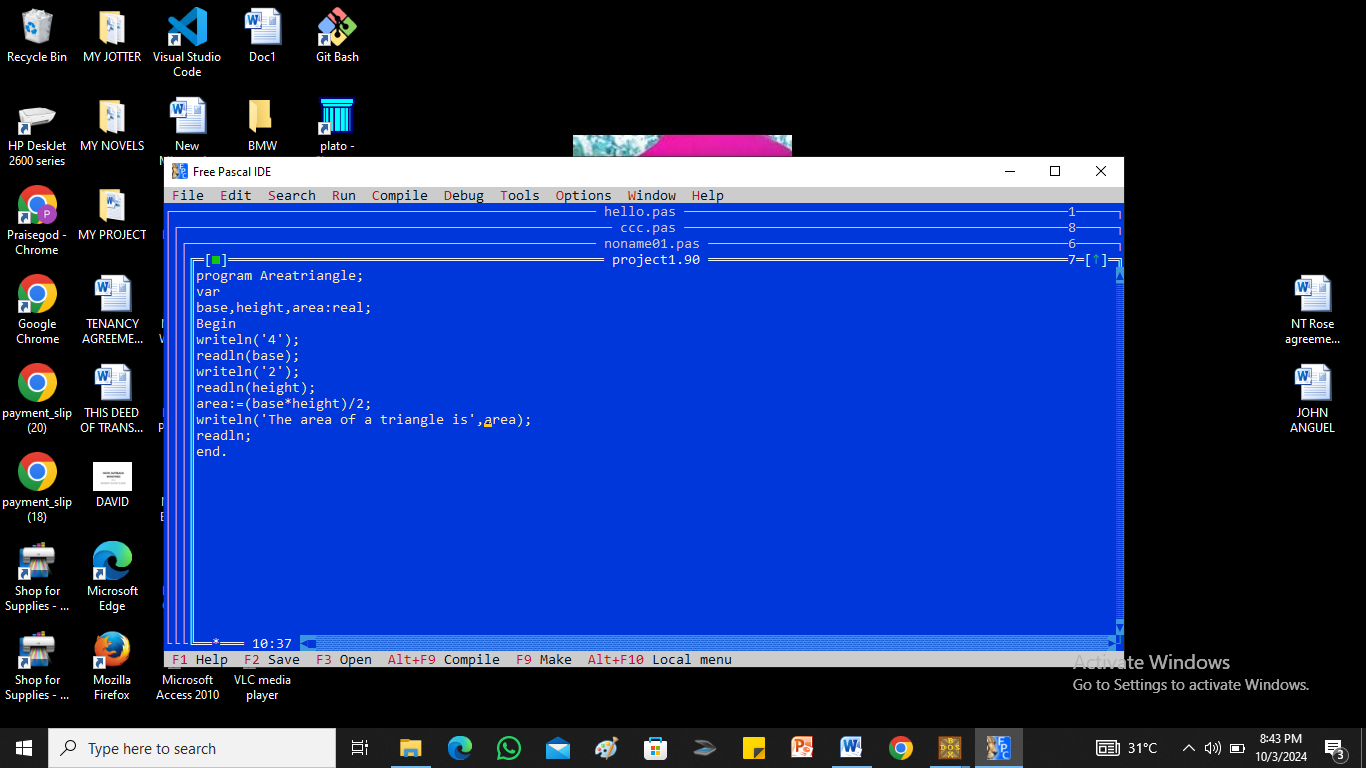 Recycle Bin
MY JOTTER
Visual Studio
Code
Doc1
Git Bash
HP DeskJet
2600 series
MY NOVELS
New
BMW
plato -
Praisegod -
Chrome
MY PROJECT
Google
Chrome
TENANCY
AGREEME...
payment_slip
(20)
THIS DEED
OF TRANS...
payment_slip
(18)
DAVID
Shop for
Supplies - ...
Microsoft
Edge
Shop for
Supplies - ...
Mozilla
Firefox
Microsoft
Access 2010
VLC media
player
Free Pascal IDE
File Edit Search Run Compile Debug Tools Options Window Help
hello.pas 1
ccc.pas 8
noname01.pas 6
[■] project1.90 7=[↑]
program Areatriangle;
var
base,height,area:real;
Begin
writeln('4');
readln(base);
writeln('2');
readln(height);
area:=(base*height)/2;
writeln('The area of a triangle is',area);
readln;
end.
* 10:37
F1 Help F2 Save F3 Open Alt+F9 Compile F9 Make Alt+F10 Local menu
NT Rose
agreeme...
JOHN
ANGUEL
Activate Windows
Go to Settings to activate Windows.
Type here to search
31°C
8:43 PM
10/3/2024
3